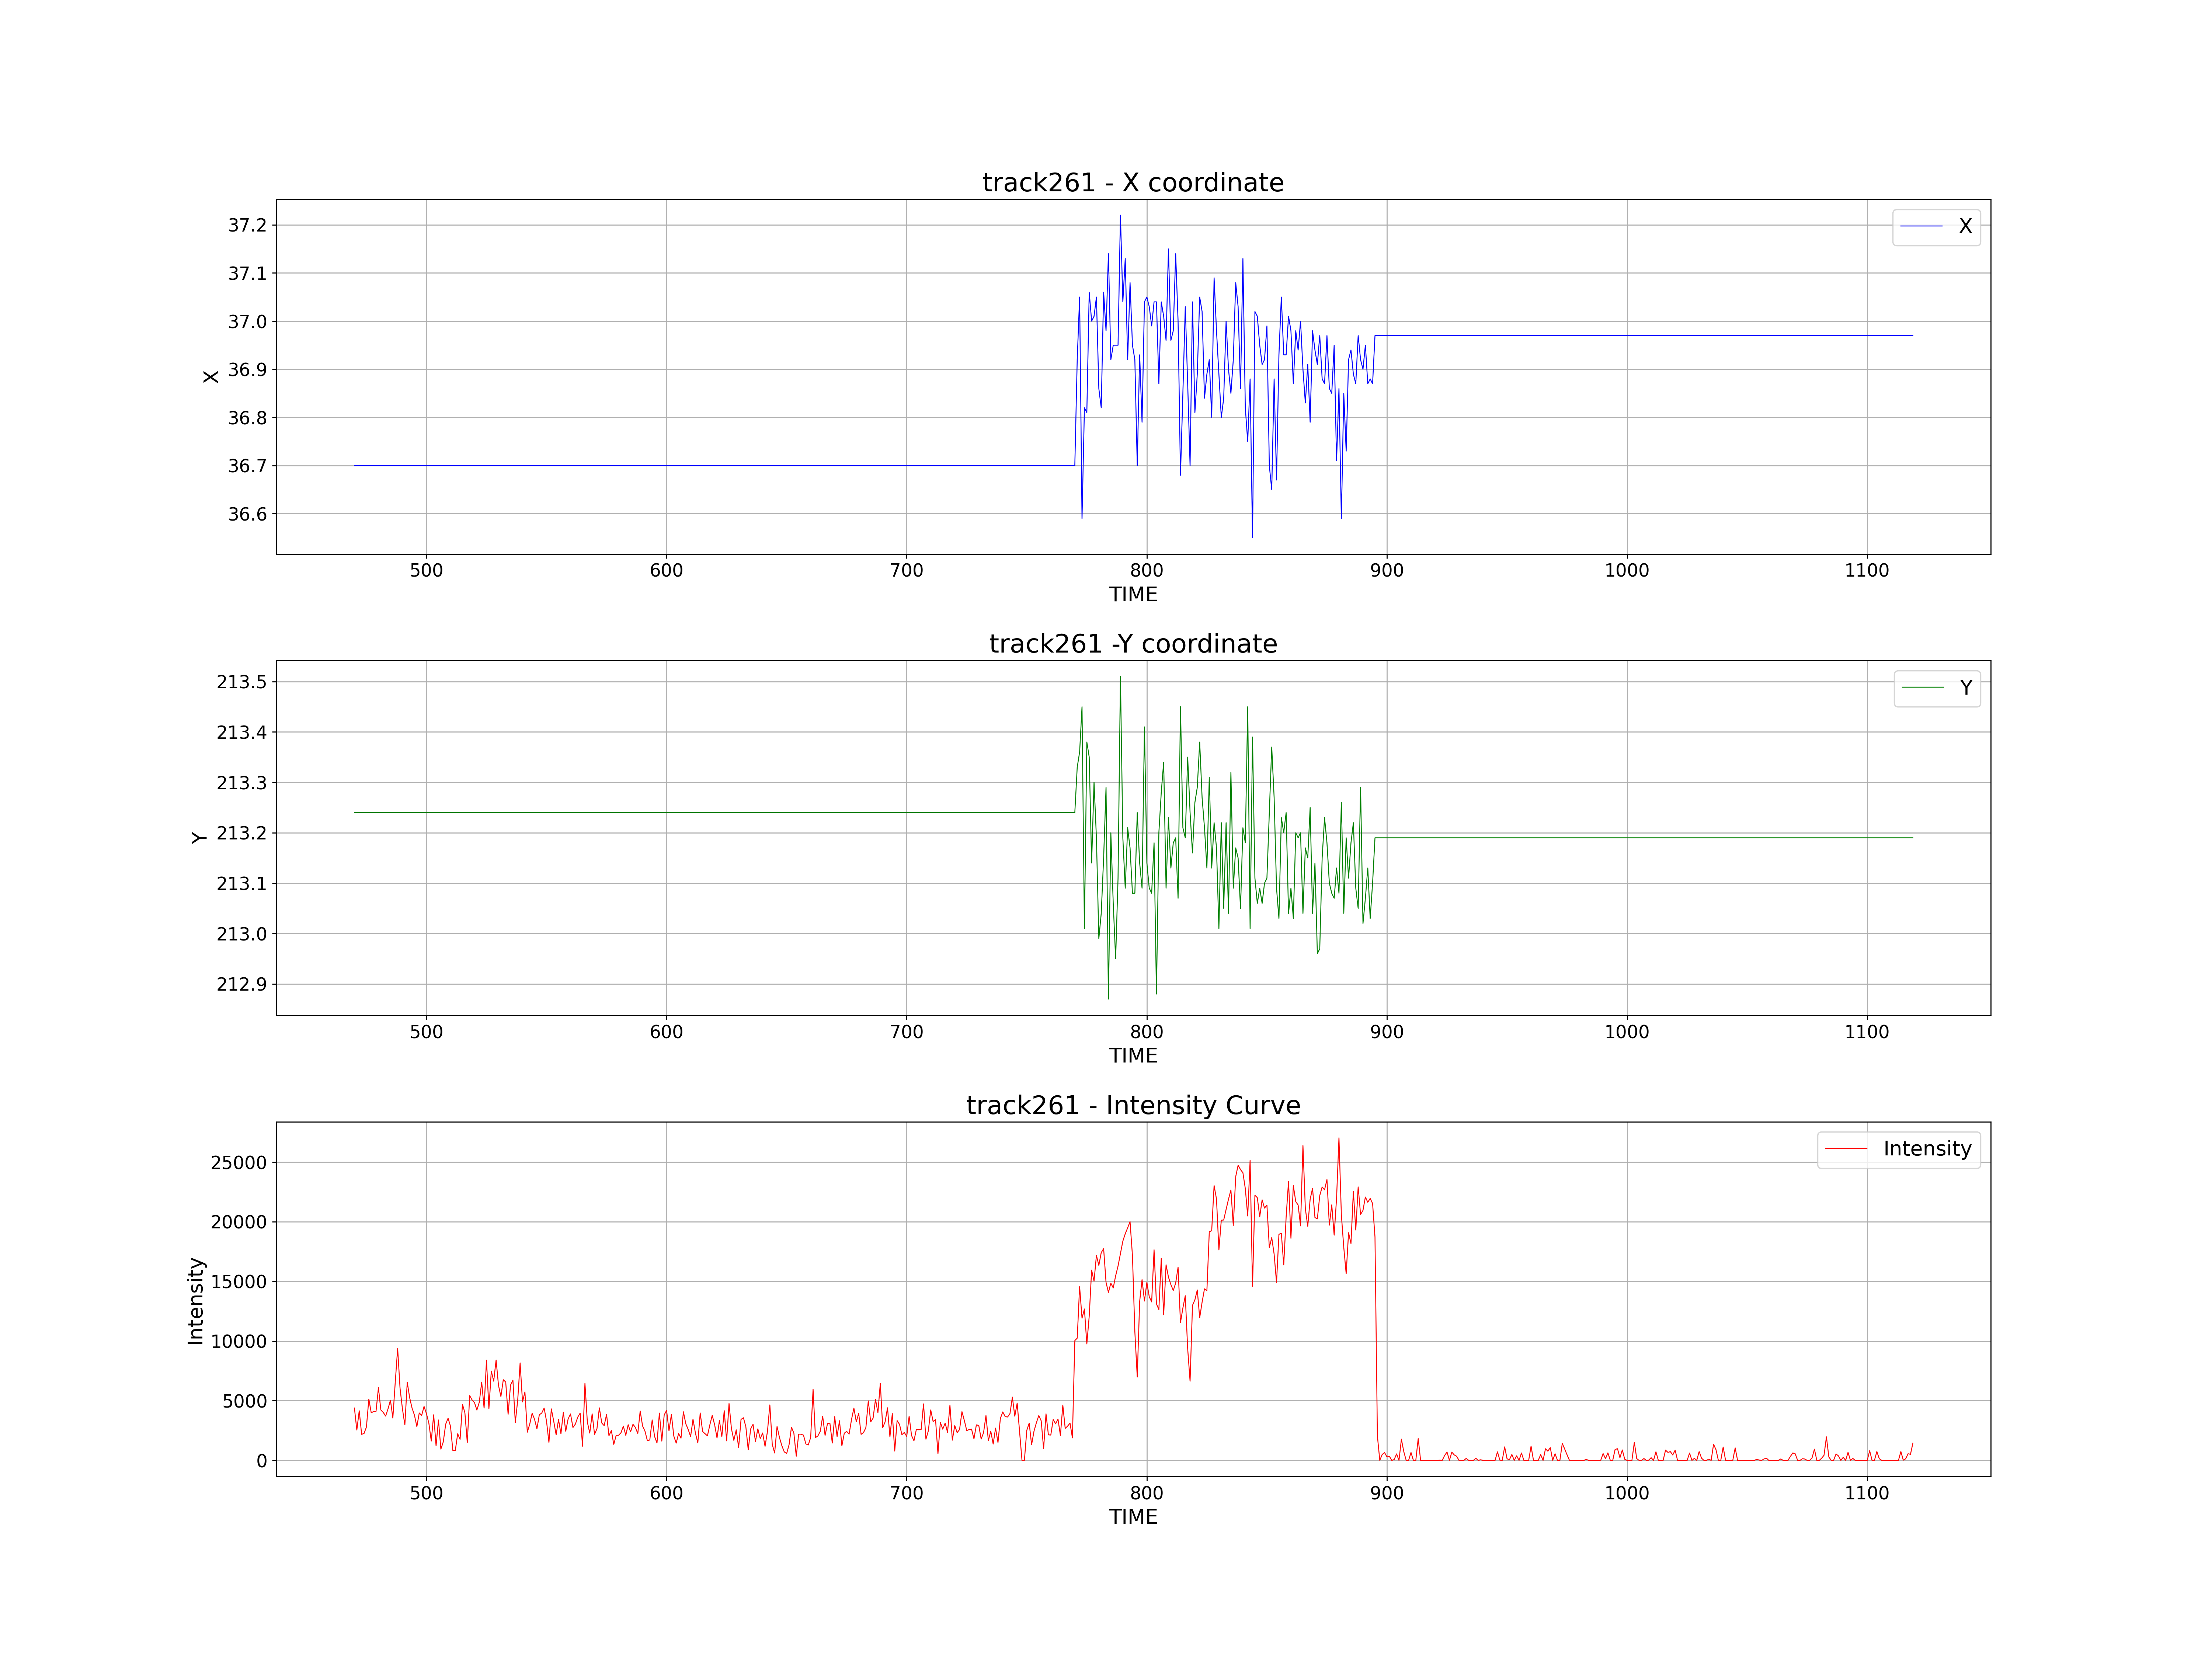 track261 - X coordinate
X
37.2
37.1
37.0
36.9
36.8
36.7
36.6
X
500 600 700 800 900 1000 1100
TIME
track261 -Y coordinate
Y
213.5
213.4
213.3
213.2
213.1
213.0
212.9
Y
500 600 700 800 900 1000 1100
TIME
track261 - Intensity Curve
Intensity
25000
20000
15000
10000
5000
0
Intensity
500 600 700 800 900 1000 1100
TIME